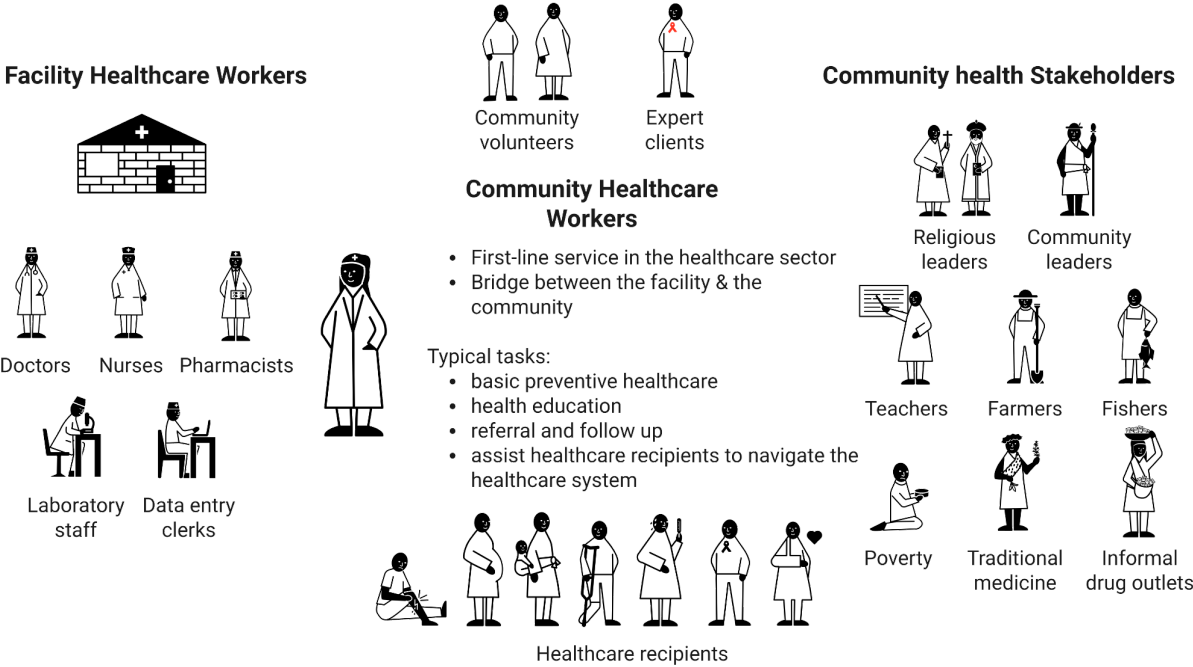 Facility Healthcare Workers
Doctors
Nurses
Pharmacists
Laboratory
staff
Data entry
clerks
Community
volunteers
Expert
clients
Community Healthcare
Workers
• First-line service in the healthcare sector
• Bridge between the facility & the
community
Typical tasks:
• basic preventive healthcare
• health education
• referral and follow up
• assist healthcare recipients to navigate the
healthcare system
Healthcare recipients
Community health Stakeholders
Religious
leaders
Community
leaders
Teachers
Farmers
Fishers
Poverty
Traditional
medicine
Informal
drug outlets